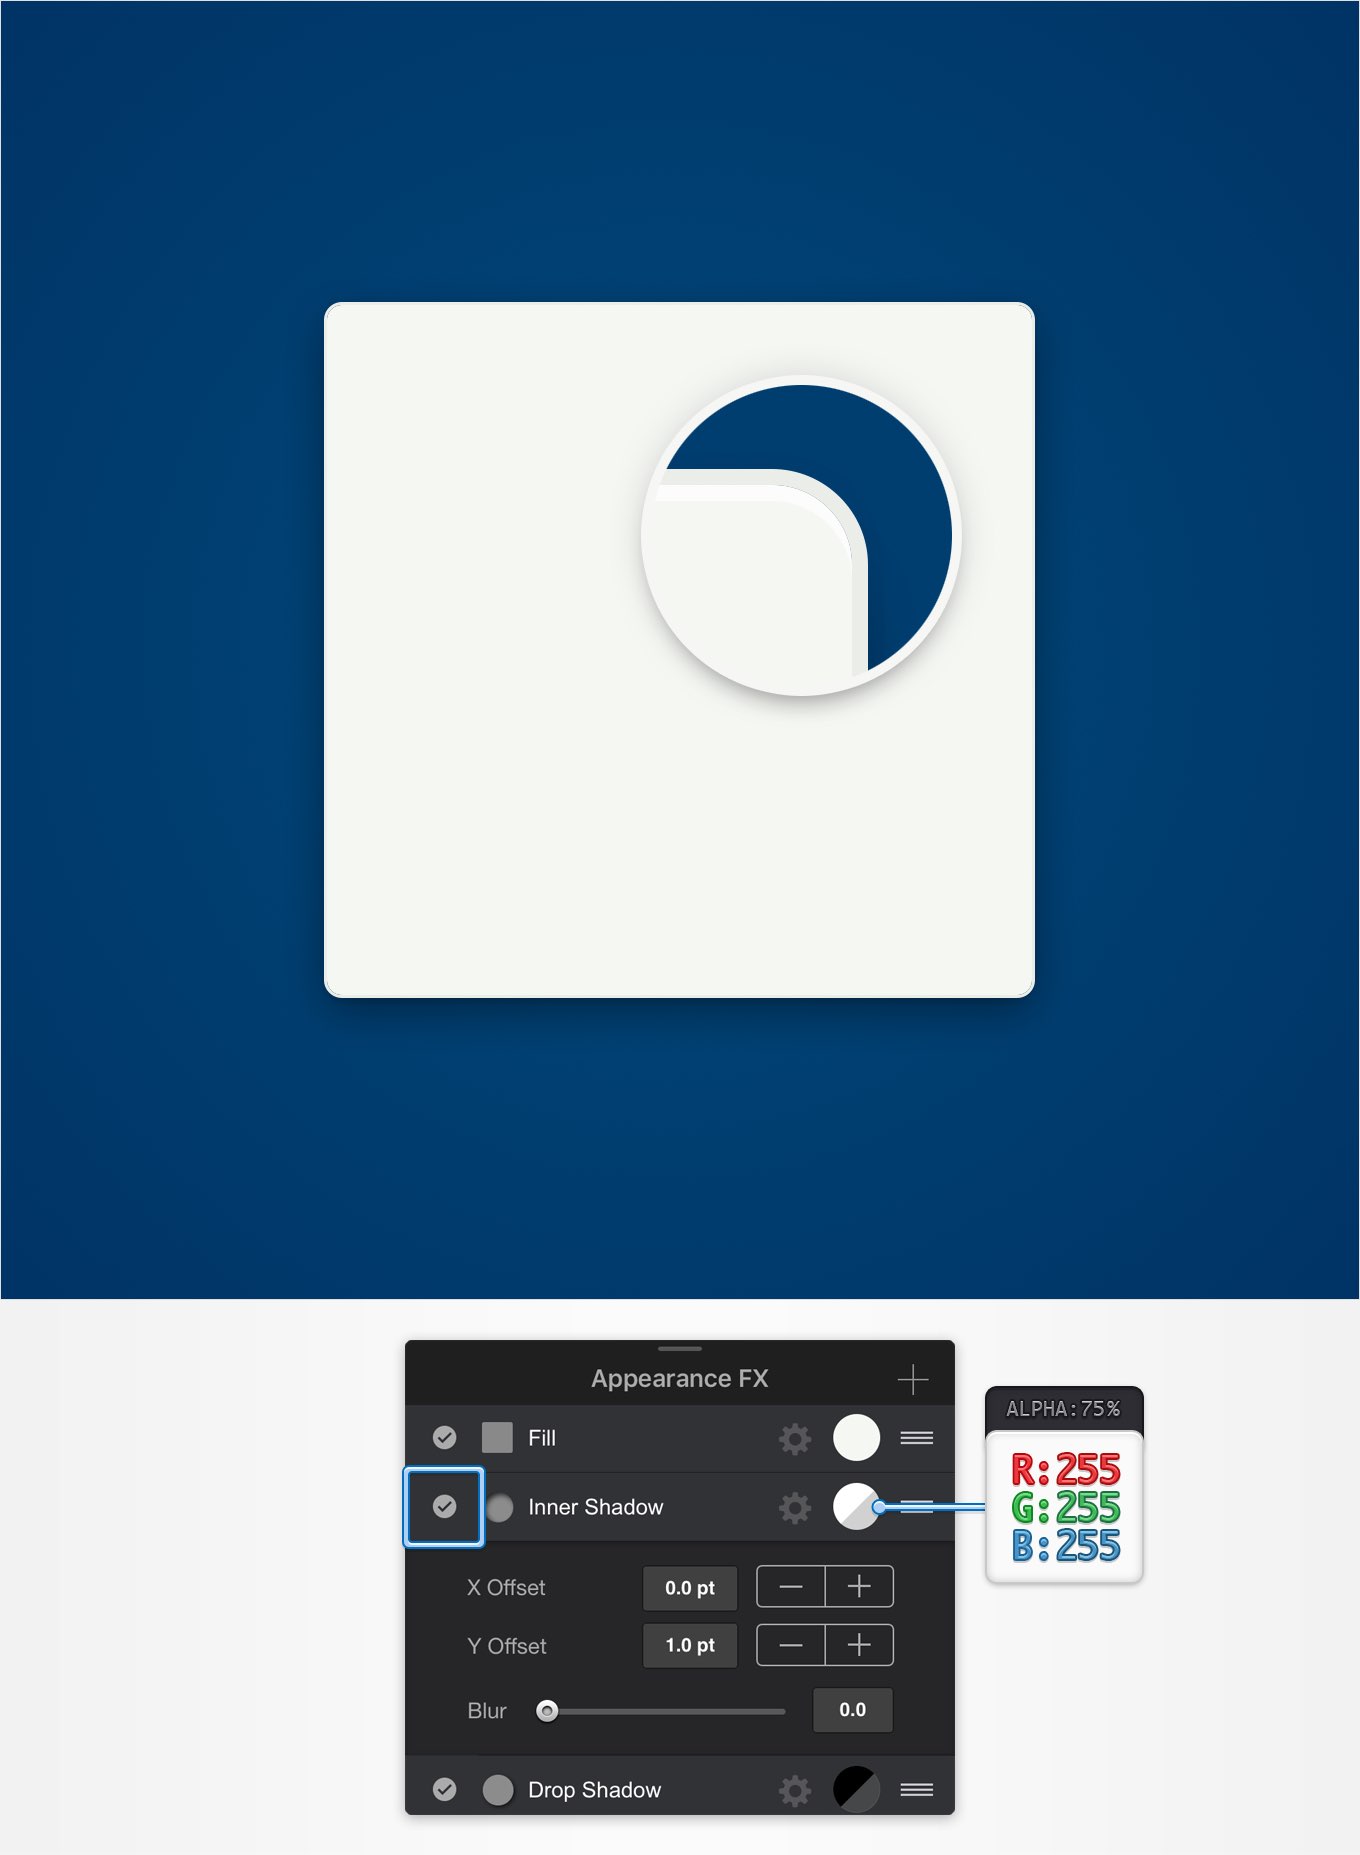 Appearance FX
Fill
Inner Shadow
ALPHA:75%
R:255
G:255
B:255
X Offset 0.0 pt
Y Offset 1.0 pt
Blur 0.0
Drop Shadow